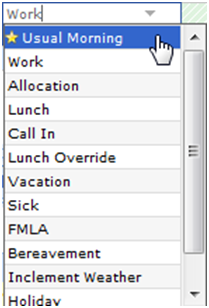 Work
Usual Morning
Work
Allocation
Lunch
Call In
Lunch Override
Vacation
Sick
FMLA
Bereavement
Inclement Weather
Holiday